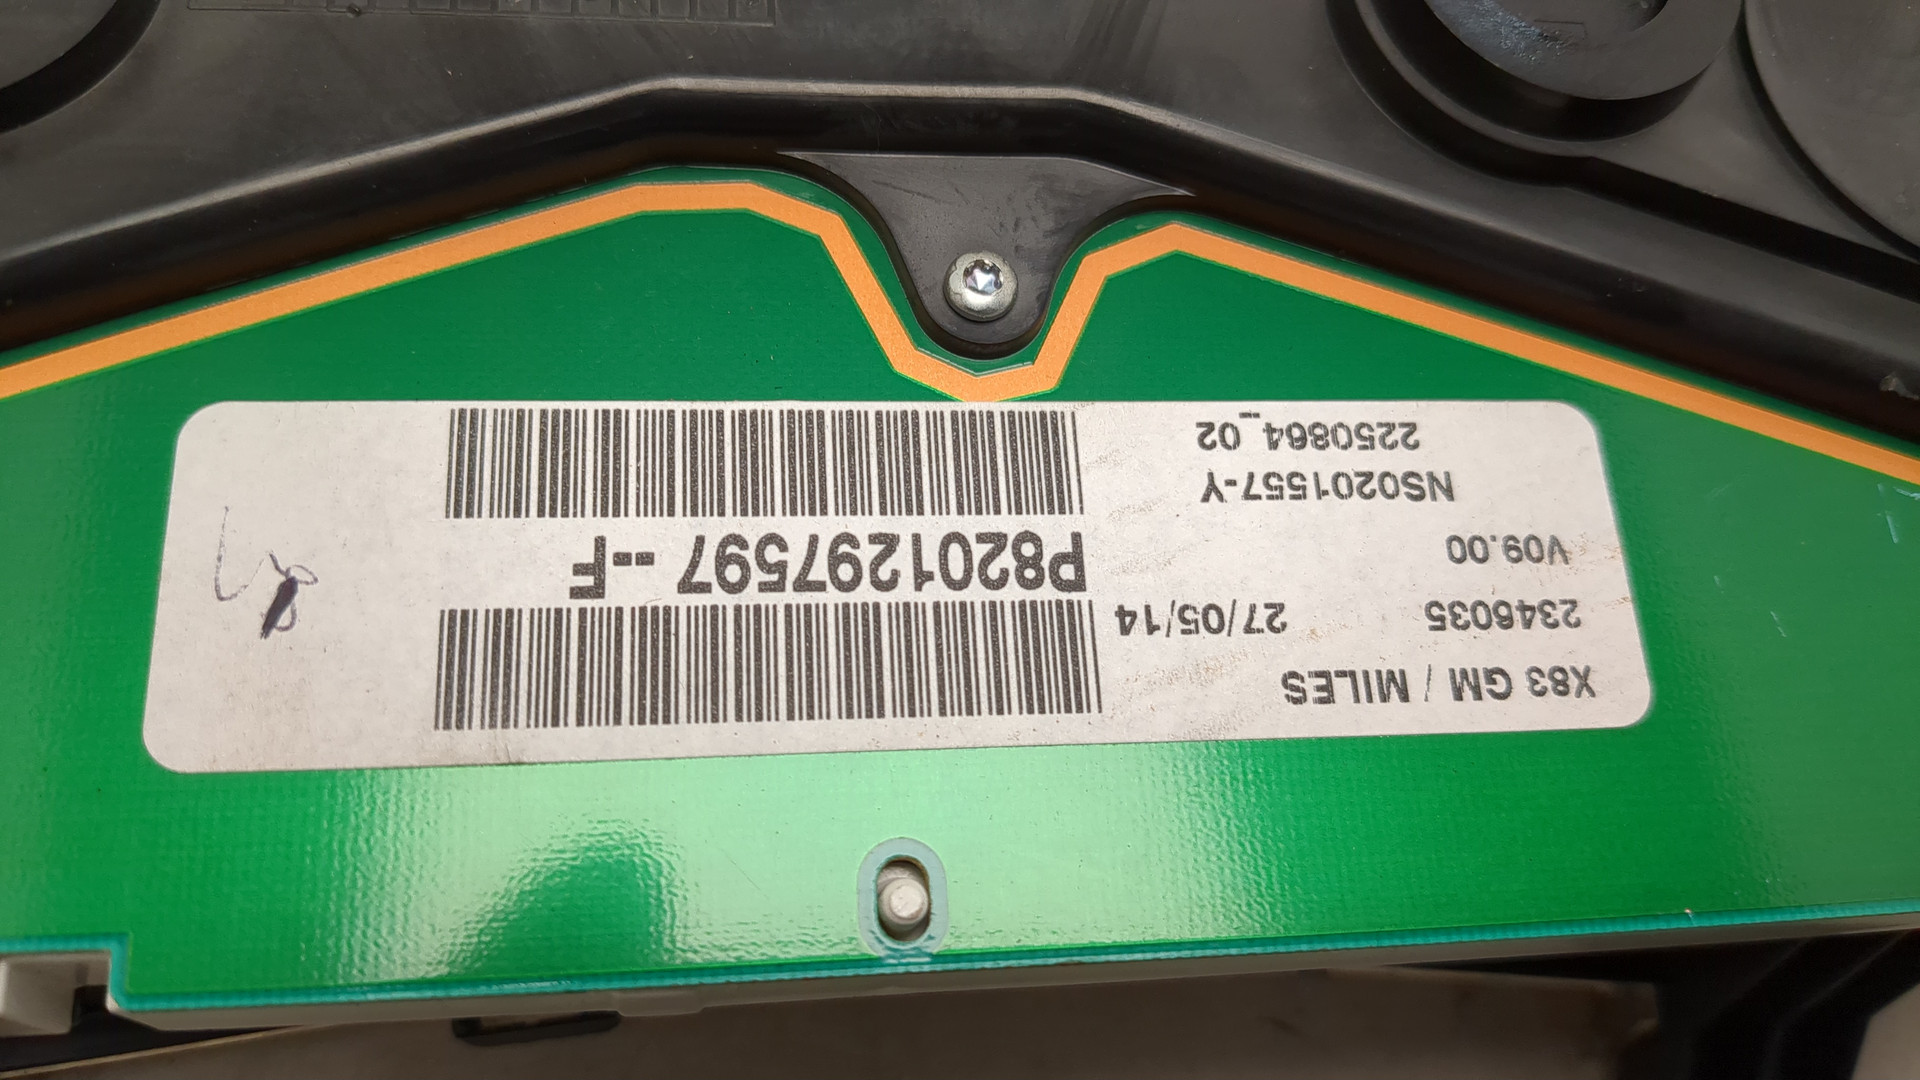 X83 GM / MILES
2346035 27/05/14
V09.00
NS0201557-Y
2250864_02
P8201297597 --F